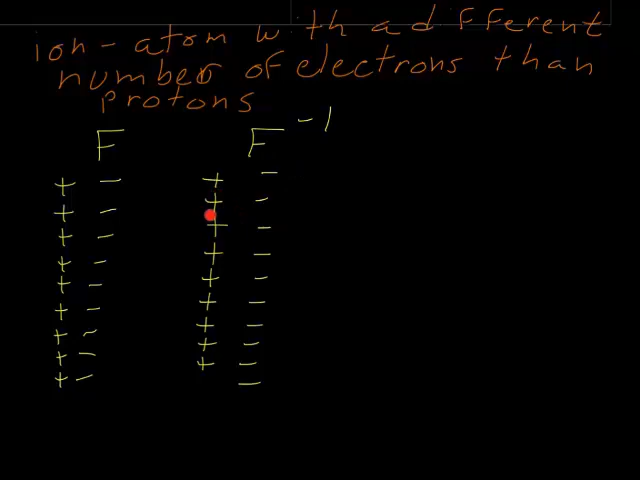 ion - atom with a different
number of electrons than
protons
F F -1
+ - + -
+ - + -
+ - + -
+ - + -
+ - + -
+ - + -
+ - + -
+ - + -
+ - + -
-